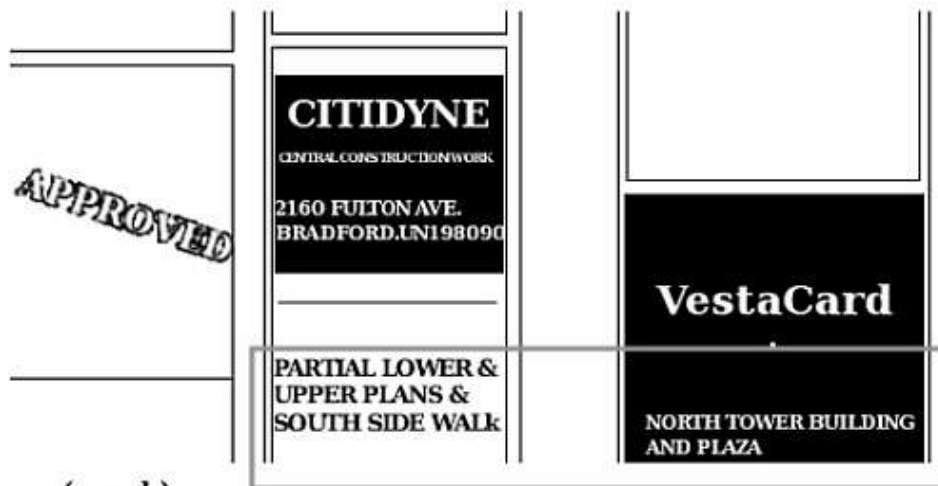 APPROVED
CITIDYNE
CENTRAL CONSTRUCTION WORK
2160 FULTON AVE.
BRADFORD.UN198090
PARTIAL LOWER &
UPPER PLANS &
SOUTH SIDE WALk
VestaCard
NORTH TOWER BUILDING
AND PLAZA